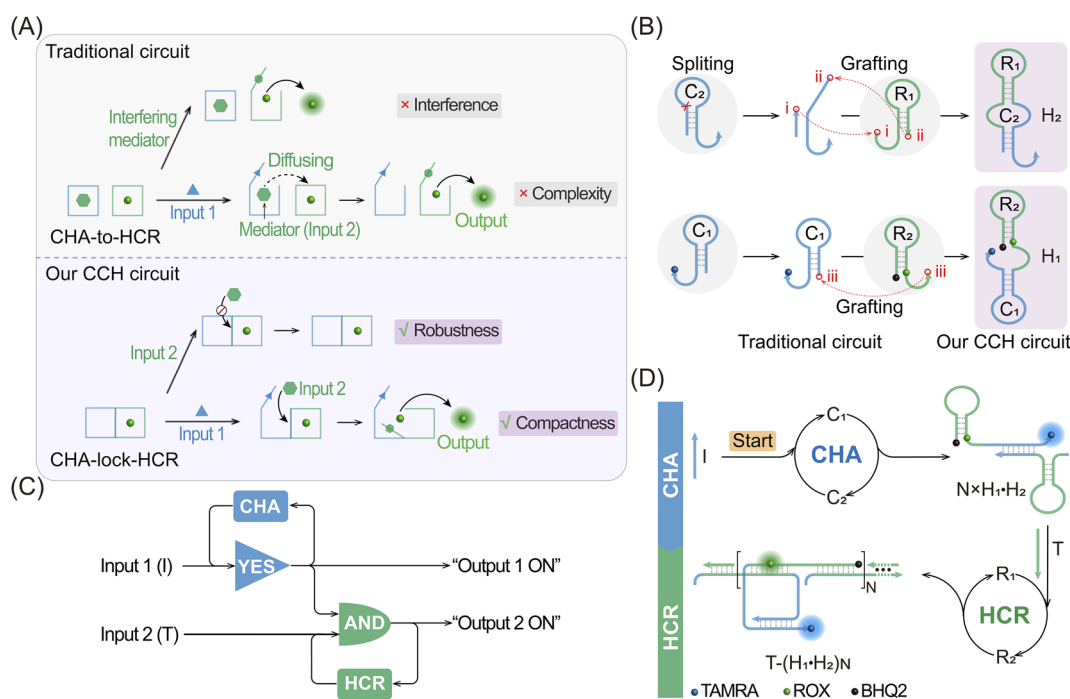 (A)
Traditional circuit
Interfering
mediator
× Interference
Diffusing
Input 1
Mediator (Input 2)
Output
× Complexity
CHA-to-HCR
Our CCH circuit
Input 2
√ Robustness
Input 2
Input 1
Output
√ Compactness
CHA-lock-HCR
(B)
Spliting
Grafting
C₂
i
ii
R₁
i
ii
R₁
C₂
H₂
C₁
C₁
iii
R₂
iii
Grafting
R₂
H₁
C₁
Traditional circuit
Our CCH circuit
(C)
CHA
Input 1 (I)
YES
“Output 1 ON”
Input 2 (T)
AND
“Output 2 ON”
HCR
(D)
CHA
I
Start
C₁
CHA
C₂
N×H₁•H₂
T
HCR
N
T-(H₁•H₂)N
R₁
HCR
R₂
TAMRA
ROX
BHQ2